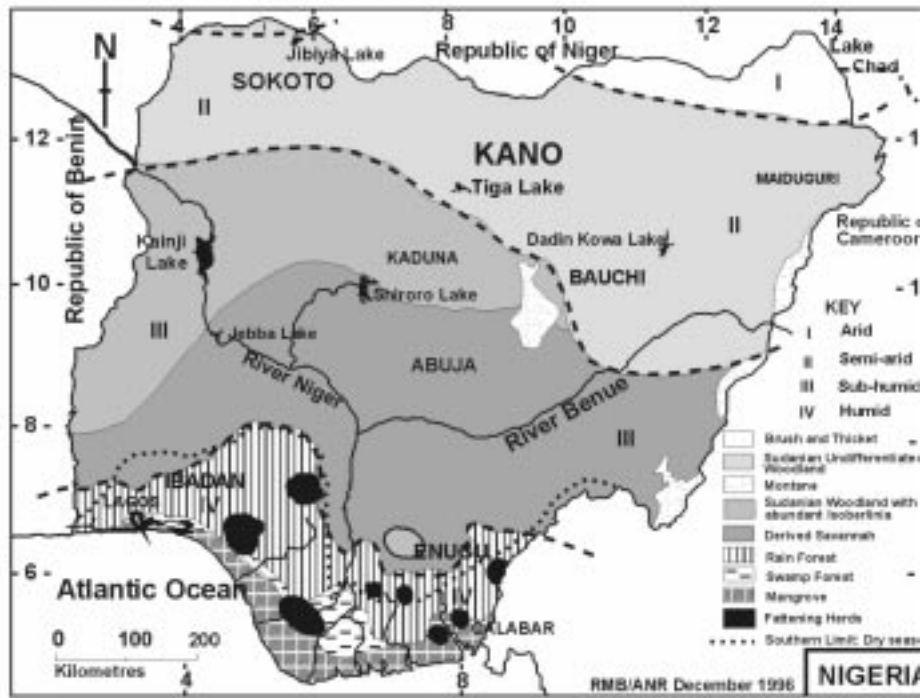 4 6 8 10 12 14
N
Jibiya Lake
Republic of Niger
Lake
Chad
SOKOTO
I
II
12
KANO
Tiga Lake
MAIDUGURI
Republic of Benin
Kainji
Lake
KADUNA
Dadin Kowa Lake
II
Republic of
Cameroon
BAUCHI
10
Shiroro Lake
III
Jebba Lake
ABUJA
River Niger
River Benue
III
8
IBADAN
LAGOS
ENUGU
6
Atlantic Ocean
CALABAR
0 100 200
Kilometres
4 8
KEY
I Arid
II Semi-arid
III Sub-humid
IV Humid
Brush and Thicket
Sudanian Undifferentiated
Woodland
Montane
Sudanian Woodland with
abundant Isoberlinia
Derived Savannah
Rain Forest
Swamp Forest
Mangrove
Fattening Herds
Southern Limit: Dry seas
RMB/ANR December 1996
NIGERIA